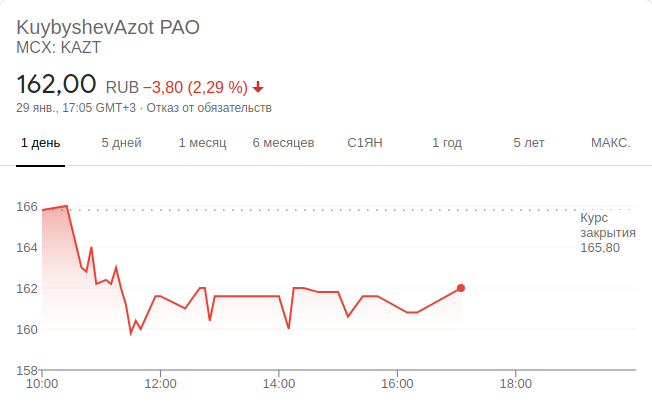 KuybyshevAzot PAO
MCX: KAZT
162,00 RUB −3,80 (2,29 %)
29 янв., 17:05 GMT+3 · Отказ от обязательств
1 день 5 дней 1 месяц 6 месяцев С1ЯН 1 год 5 лет МАКС.
166
Курс
закрытия
165,80
164
162
160
158
10:00 12:00 14:00 16:00 18:00